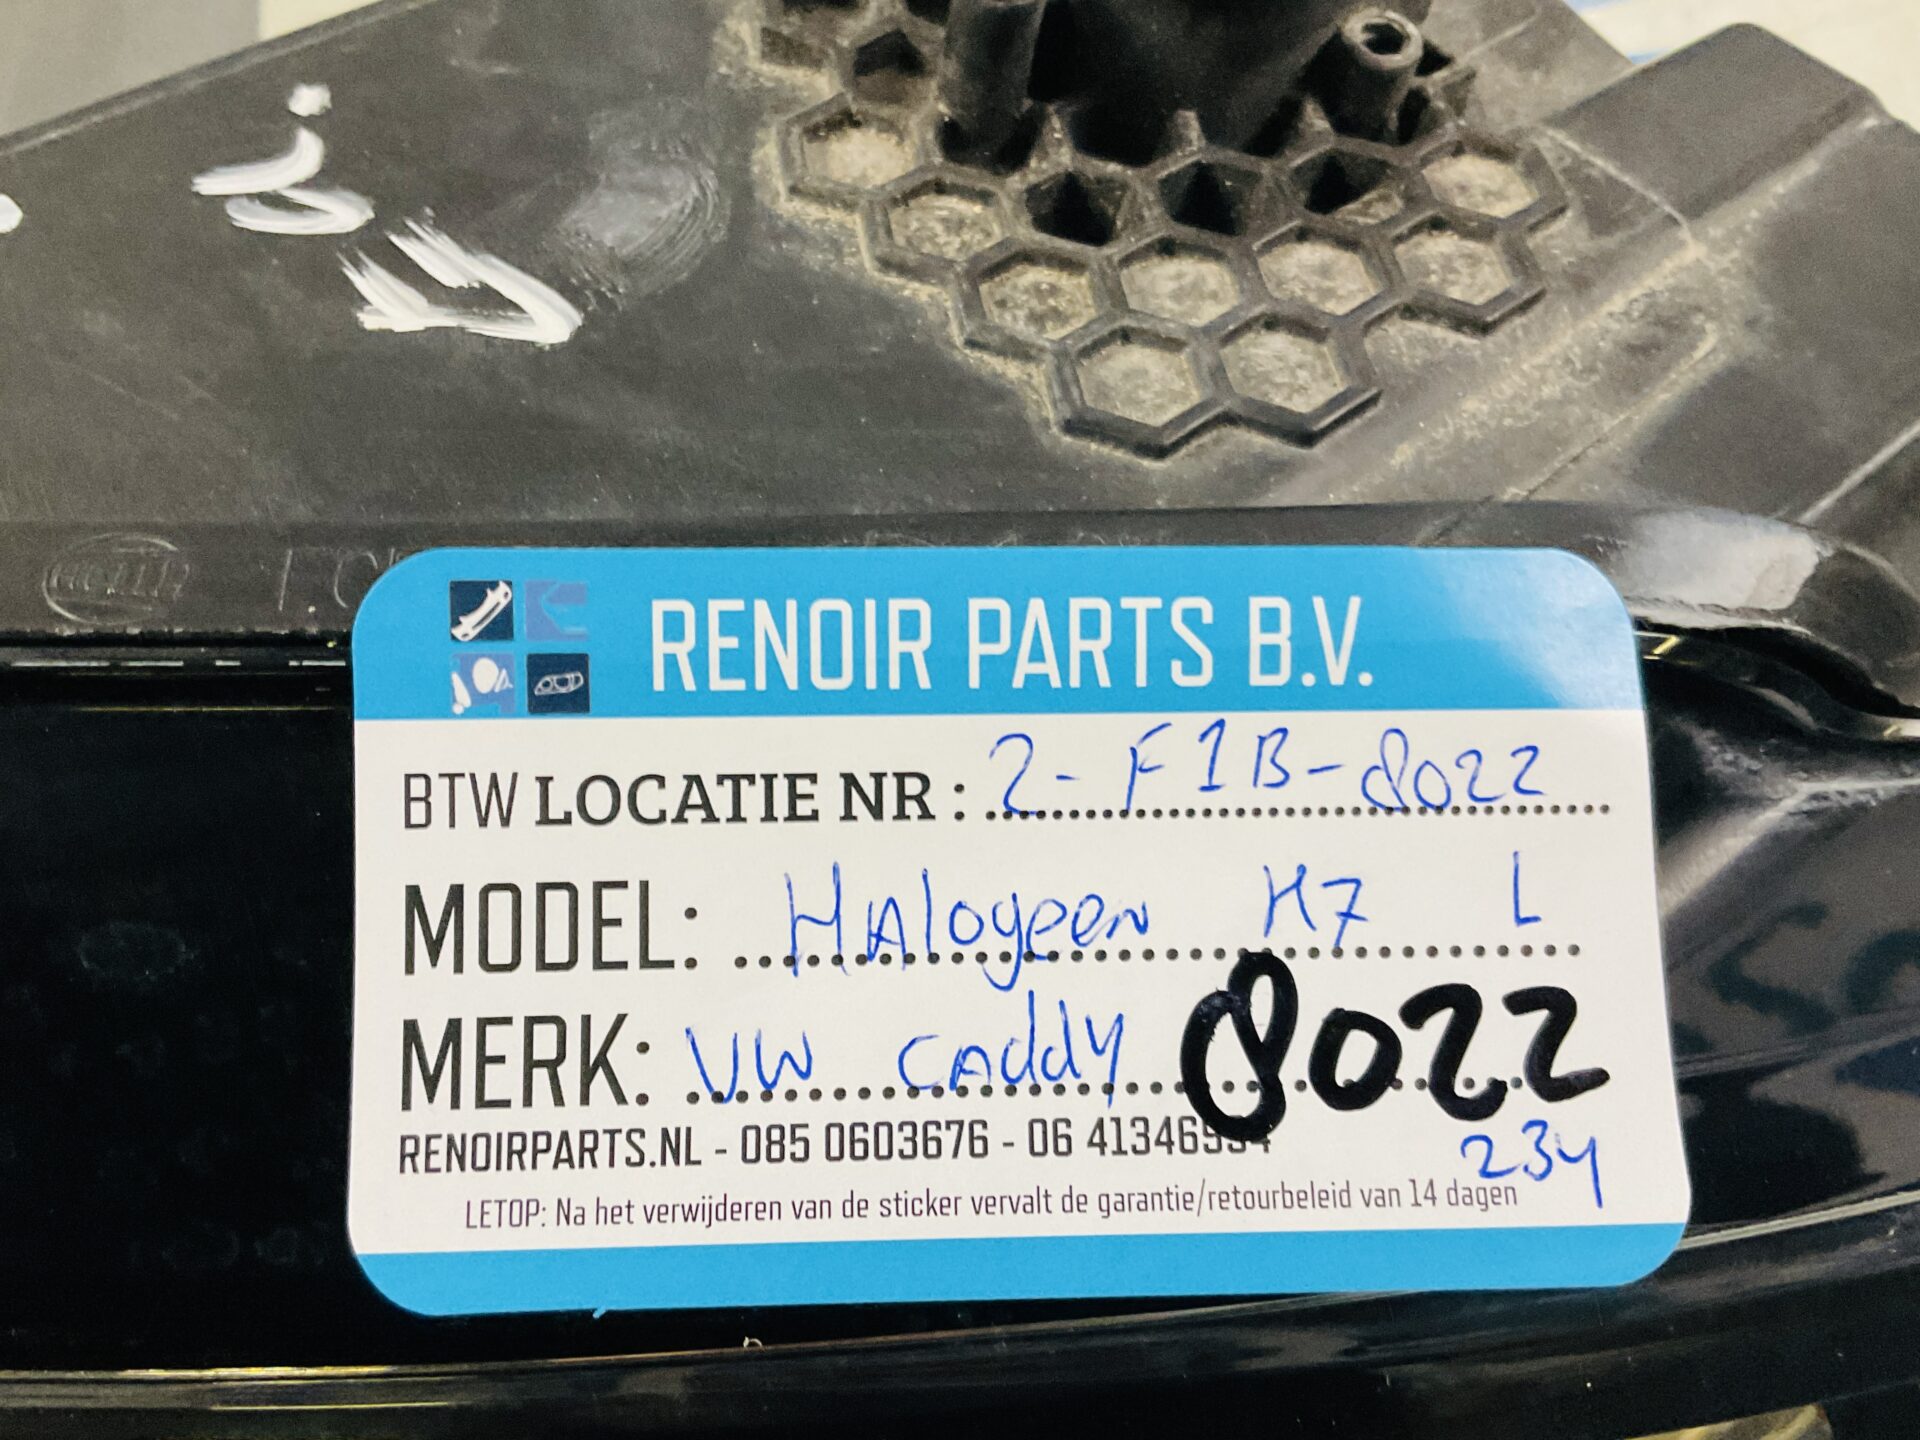 RENOIR PARTS B.V.
BTW LOCATIE NR : 2-F1B-8022
MODEL: HAlogeen H7 L
MERK: VW cAddy 8022
RENOIRPARTS.NL - 085 0603676 - 06 41346994
234
LETOP: Na het verwijderen van de sticker vervalt de garantie/retourbeleid van 14 dagen